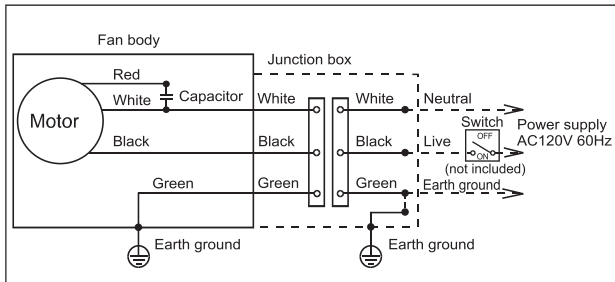 Fan body
Junction box
Red
White
Capacitor
White
White
Neutral
Motor
Switch
OFF
ON
(not included)
Power supply
AC120V 60Hz
Black
Black
Black
Live
Green
Green
Green
Earth ground
Earth ground
Earth ground